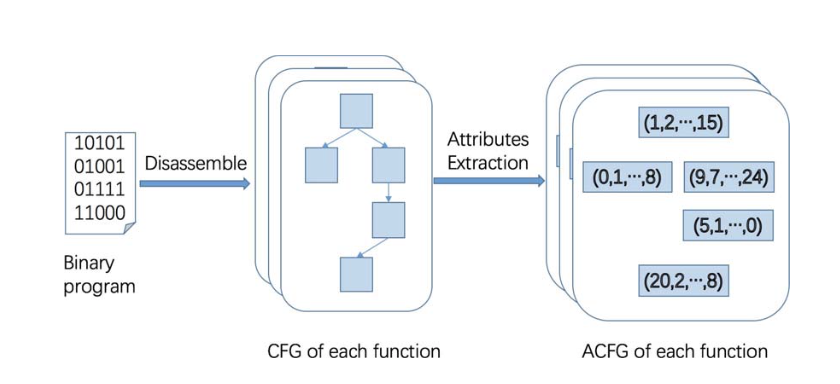 10101
01001
01111
11000
Binary
program
Disassemble
CFG of each function
Attributes
Extraction
(1,2,···,15)
(0,1,···,8) (9,7,···,24)
(5,1,···,0)
(20,2,···,8)
ACFG of each function